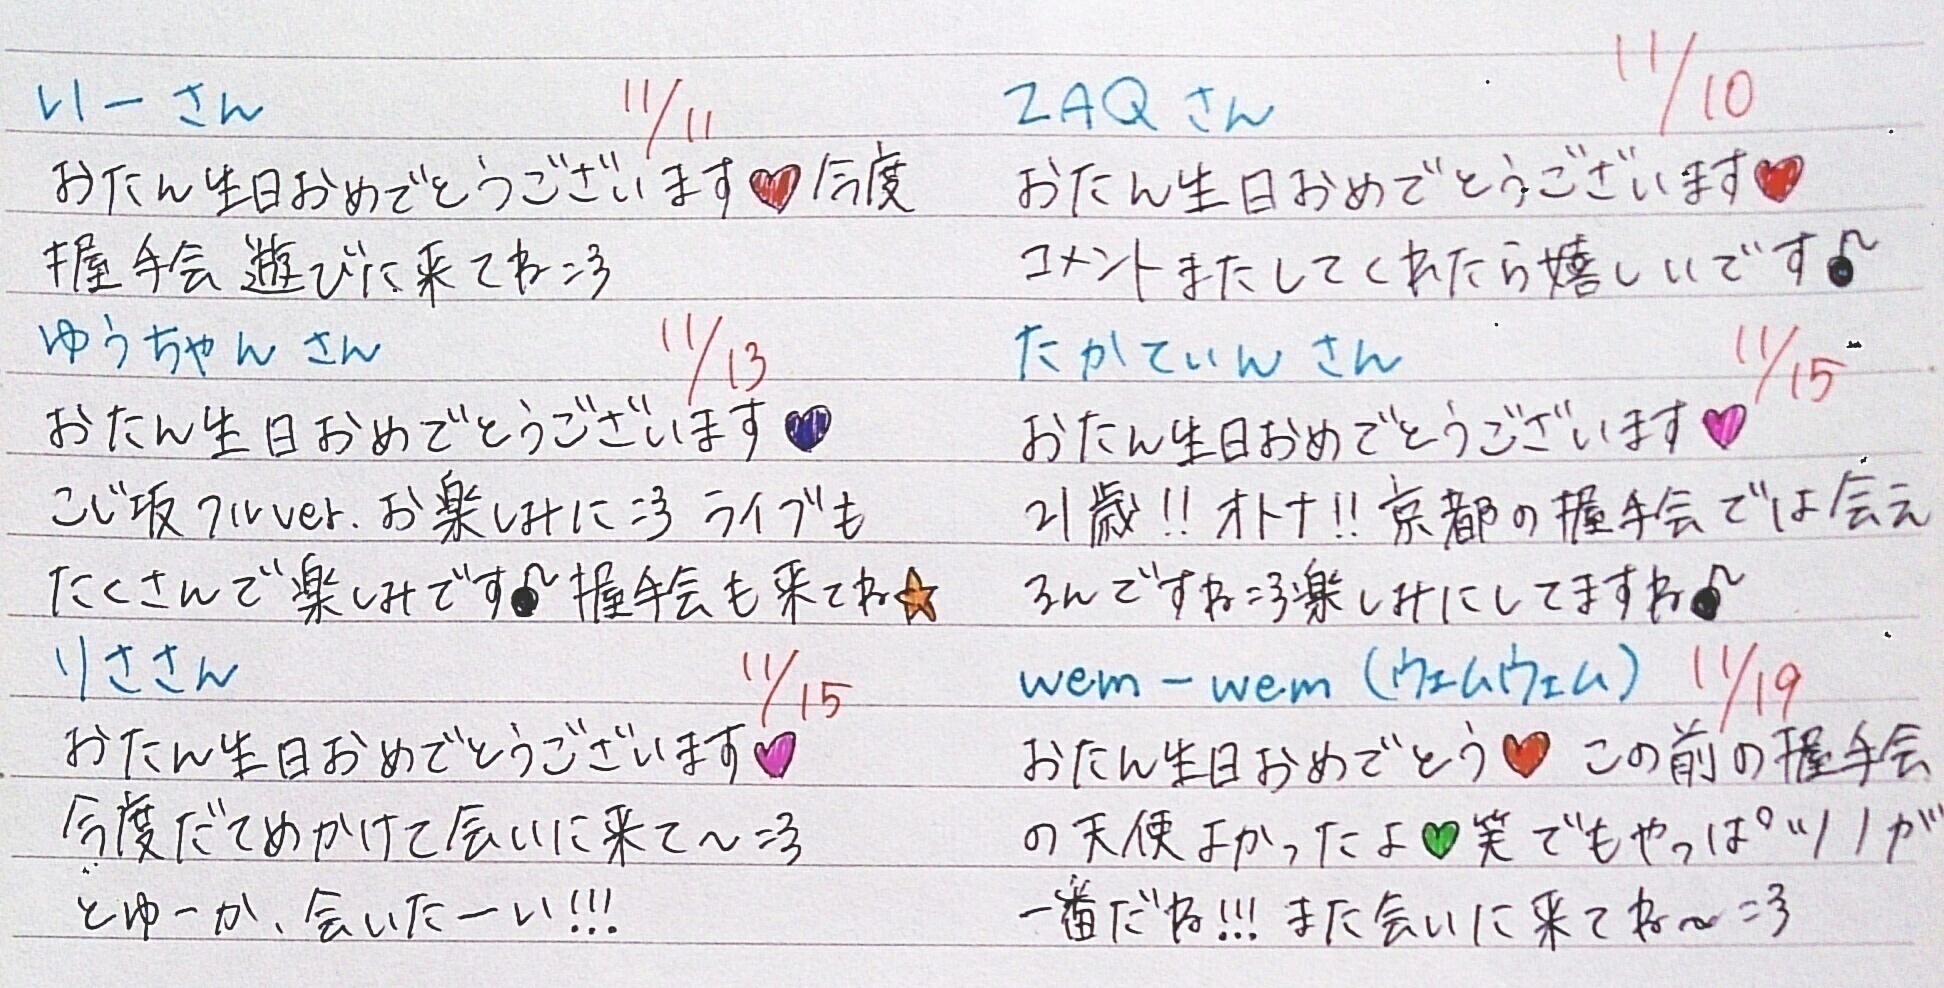 いーさん 11/11
おたん生日おめでとうございます♥今度
握手会遊びに来てね=3
ゆうちゃんさん 11/13
おたん生日おめでとうございます♥
こじ坂フルver.お楽しみに=3 ライブも
たくさんで楽しみです♪握手会も来てね★
りささん 11/15
おたん生日おめでとうございます♥
今度だてめかけて会いに来て〜=3
とゆーか、会いたーい!!!
ZAQさん 11/10
おたん生日おめでとうございます♥
コメントまたしてくれたら嬉しいです♪
たかてぃんさん 11/15
おたん生日おめでとうございます♥
21歳!!オトナ!!京都の握手会では会え
るんですね=3楽しみにしてますね♪
wem-wem(ウェムウェム) 11/19
おたん生日おめでとう♥ この前の握手会
の天使よかったよ♥笑でもやっぱ°ツノが
一番だね!!!また会いに来てね〜=3